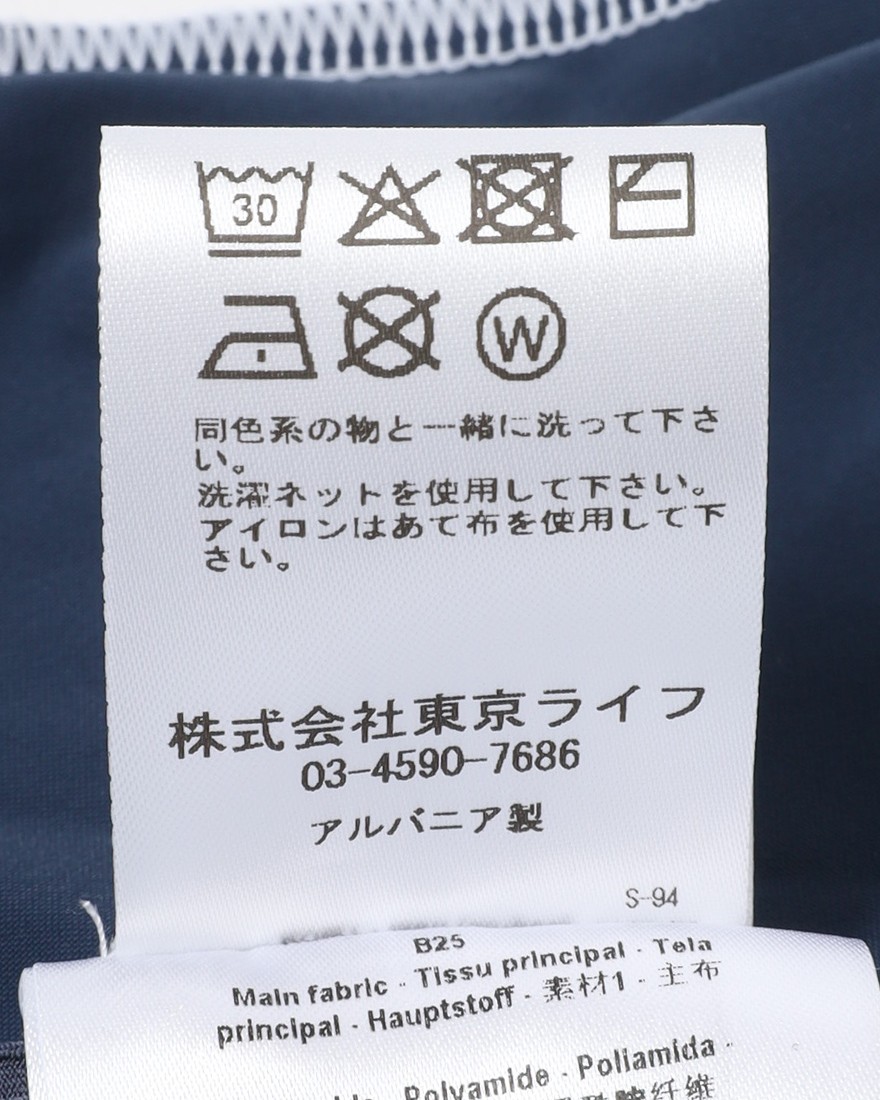 30
W
同色系の物と一緒に洗って下さ
い。
洗濯ネットを使用して下さい。
アイロンはあて布を使用して下
さい。
株式会社東京ライフ
03-4590-7686
アルバニア製
S-94
B25
Main fabric - Tissu principal - Tela
principal - Hauptstoff - 素材1 - 主布
Polyamide - Poliamida -
纤维